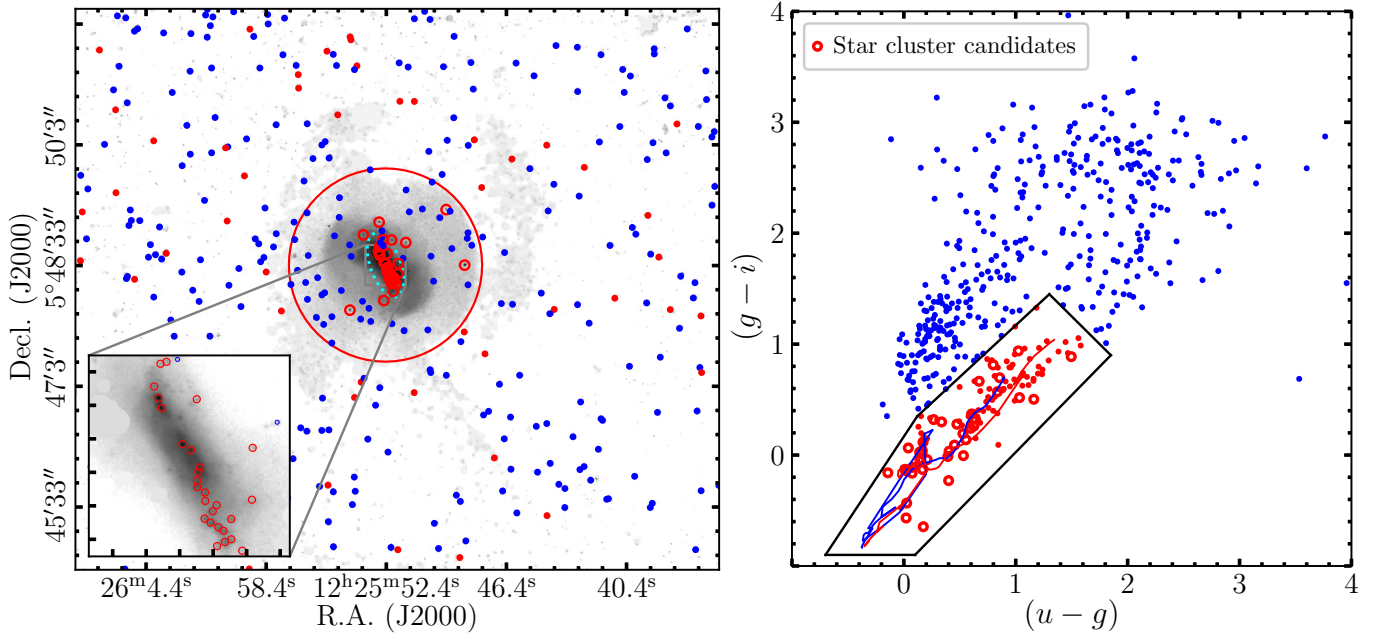 Decl. (J2000)
50′3″
5°48′33″
47′3″
45′33″
26ᵐ4.4ˢ
58.4ˢ
12ʰ25ᵐ52.4ˢ
46.4ˢ
40.4ˢ
R.A. (J2000)
Star cluster candidates
(g − i)
4
3
2
1
0
0
1
2
3
4
(u − g)